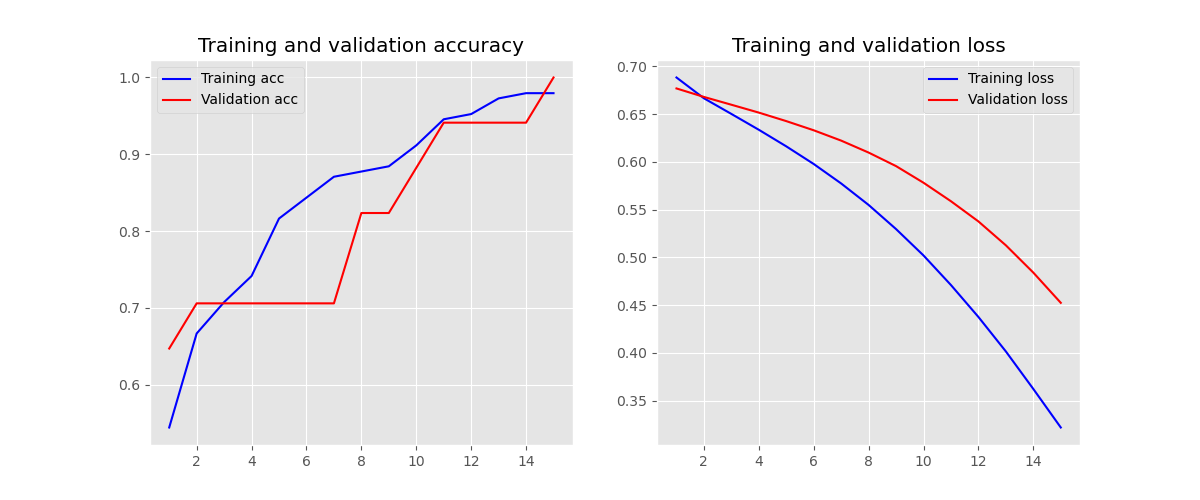 Training and validation accuracy
Training acc
Validation acc
1.0
0.9
0.8
0.7
0.6
2 4 6 8 10 12 14
Training and validation loss
Training loss
Validation loss
0.70
0.65
0.60
0.55
0.50
0.45
0.40
0.35
2 4 6 8 10 12 14